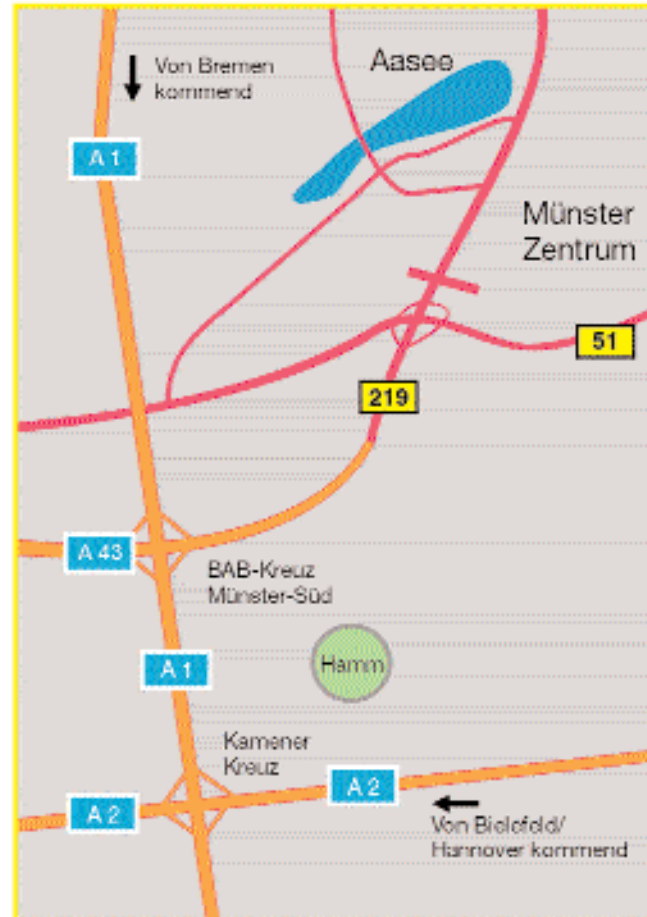 Aasee
Von Bremen
kommend
A 1
Münster
Zentrum
51
219
A 43
BAB-Kreuz
Münster-Süd
Hamm
A 1
Kamener
Kreuz
A 2
A 2
Von Bielefeld/
Hannover kommend